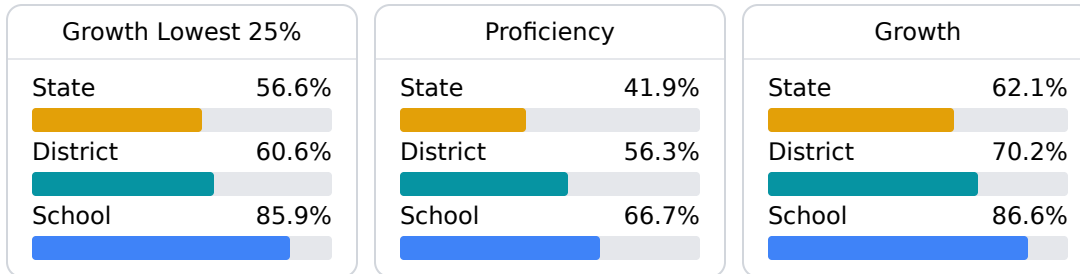 Growth Lowest 25%
State 56.6%
District 60.6%
School 85.9%
Proficiency
State 41.9%
District 56.3%
School 66.7%
Growth
State 62.1%
District 70.2%
School 86.6%